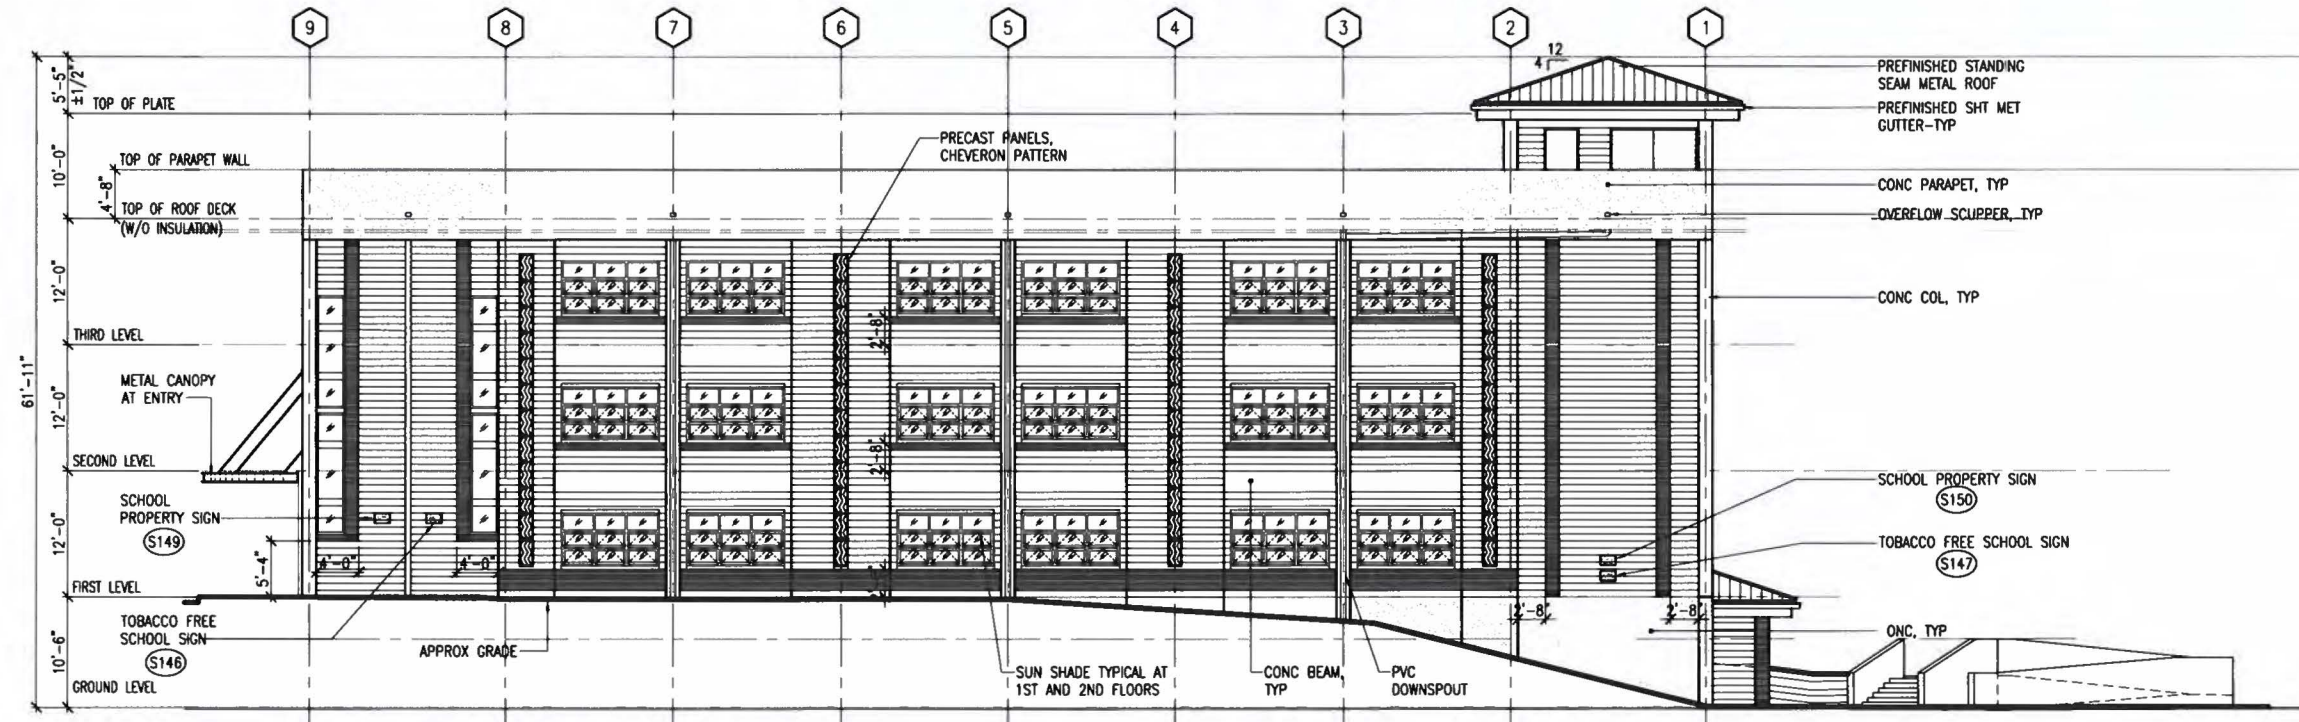 9
8
7
6
5
4
3
2
1
12
4
5'-5"
±1/2"
TOP OF PLATE
10'-0"
TOP OF PARAPET WALL
4'-8"
TOP OF ROOF DECK
(W/O INSULATION)
12'-0"
THIRD LEVEL
61'-11"
METAL CANOPY
AT ENTRY
12'-0"
SECOND LEVEL
SCHOOL
PROPERTY SIGN
S149
12'-0"
4'-0"
4'-0"
5'-4"
FIRST LEVEL
TOBACCO FREE
SCHOOL SIGN
S146
10'-6"
GROUND LEVEL
APPROX GRADE
PRECAST PANELS,
CHEVERON PATTERN
2'-8"
2'-8"
SUN SHADE TYPICAL AT
1ST AND 2ND FLOORS
CONC BEAM,
TYP
PVC
DOWNSPOUT
2'-8"
2'-8"
PREFINISHED STANDING
SEAM METAL ROOF
PREFINISHED SHT MET
GUTTER-TYP
CONC PARAPET, TYP
OVERFLOW SCUPPER, TYP
CONC COL, TYP
SCHOOL PROPERTY SIGN
S150
TOBACCO FREE SCHOOL SIGN
S147
ONC, TYP